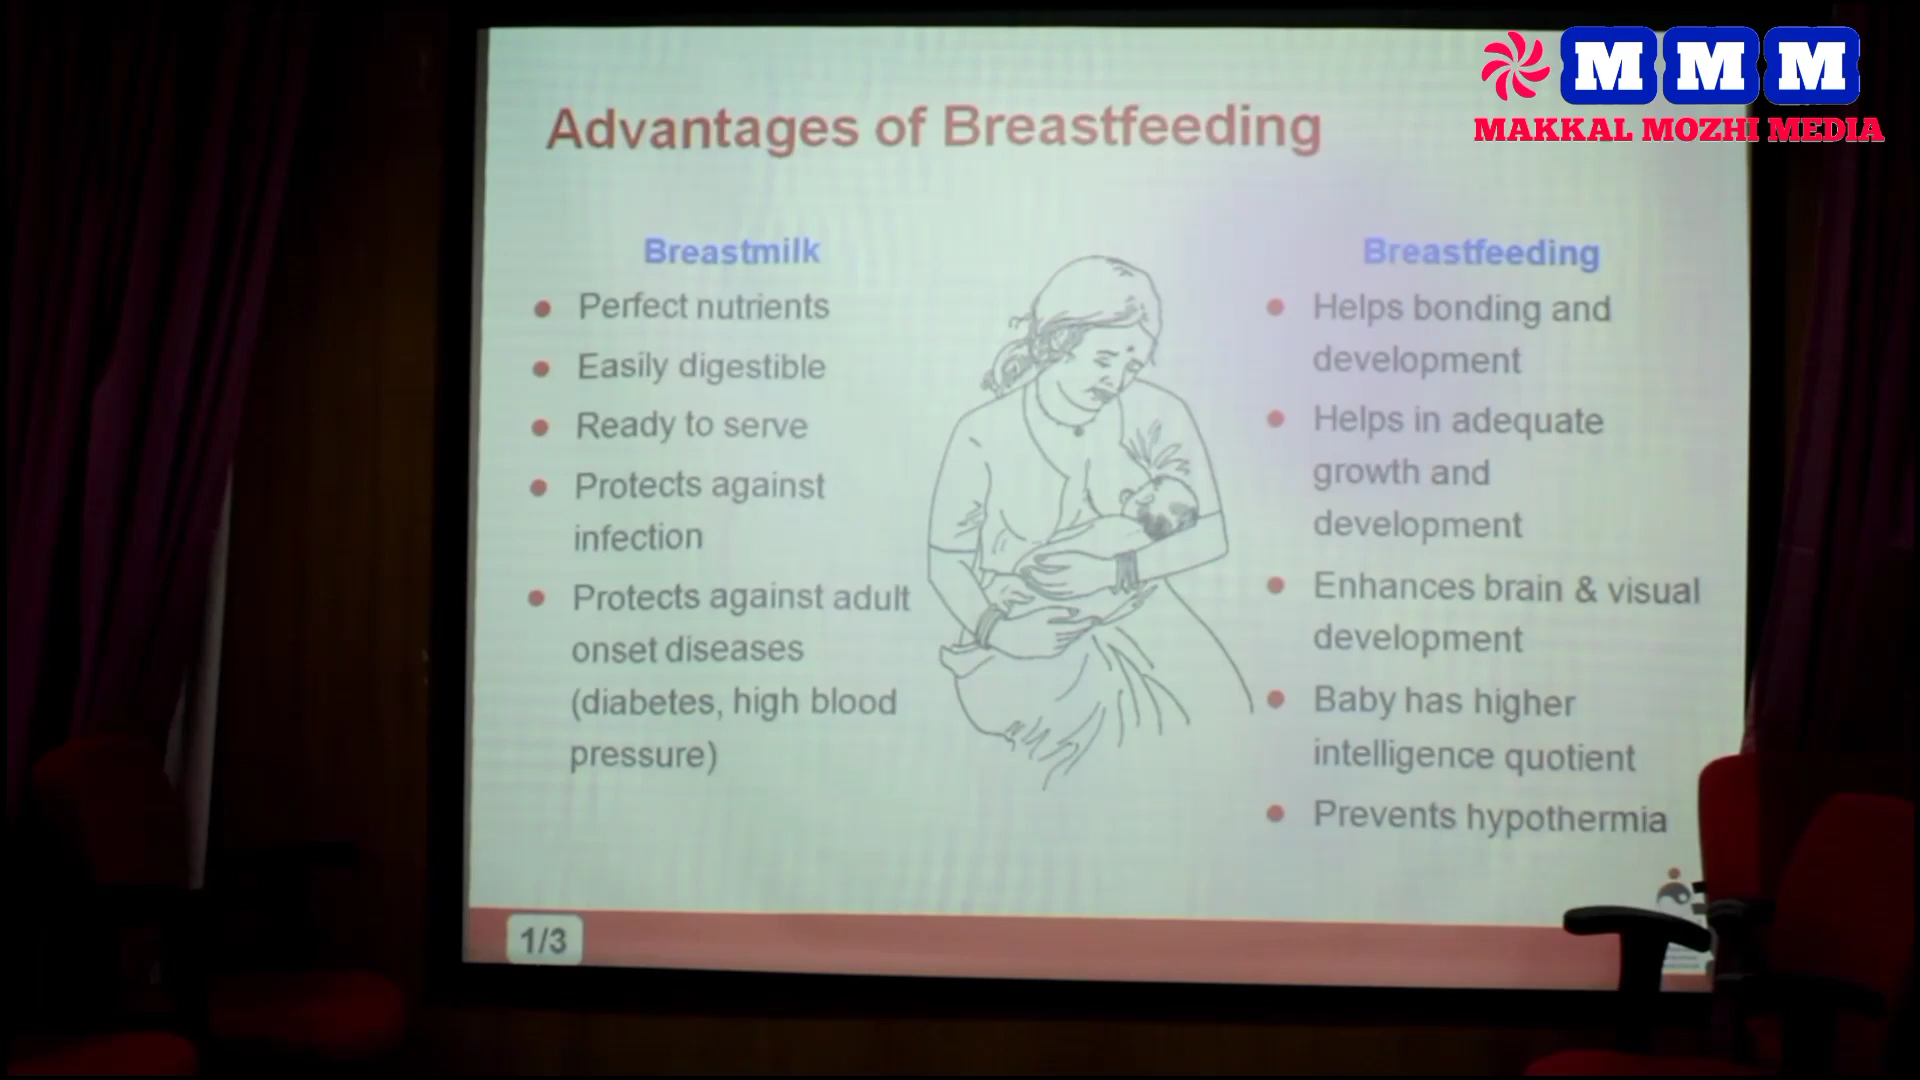 MMM
MAKKAL MOZHI MEDIA
Advantages of Breastfeeding
Breastmilk
Perfect nutrients
Easily digestible
Ready to serve
Protects against
infection
Protects against adult
onset diseases
(diabetes, high blood
pressure)
Breastfeeding
Helps bonding and
development
Helps in adequate
growth and
development
Enhances brain & visual
development
Baby has higher
intelligence quotient
Prevents hypothermia
1/3